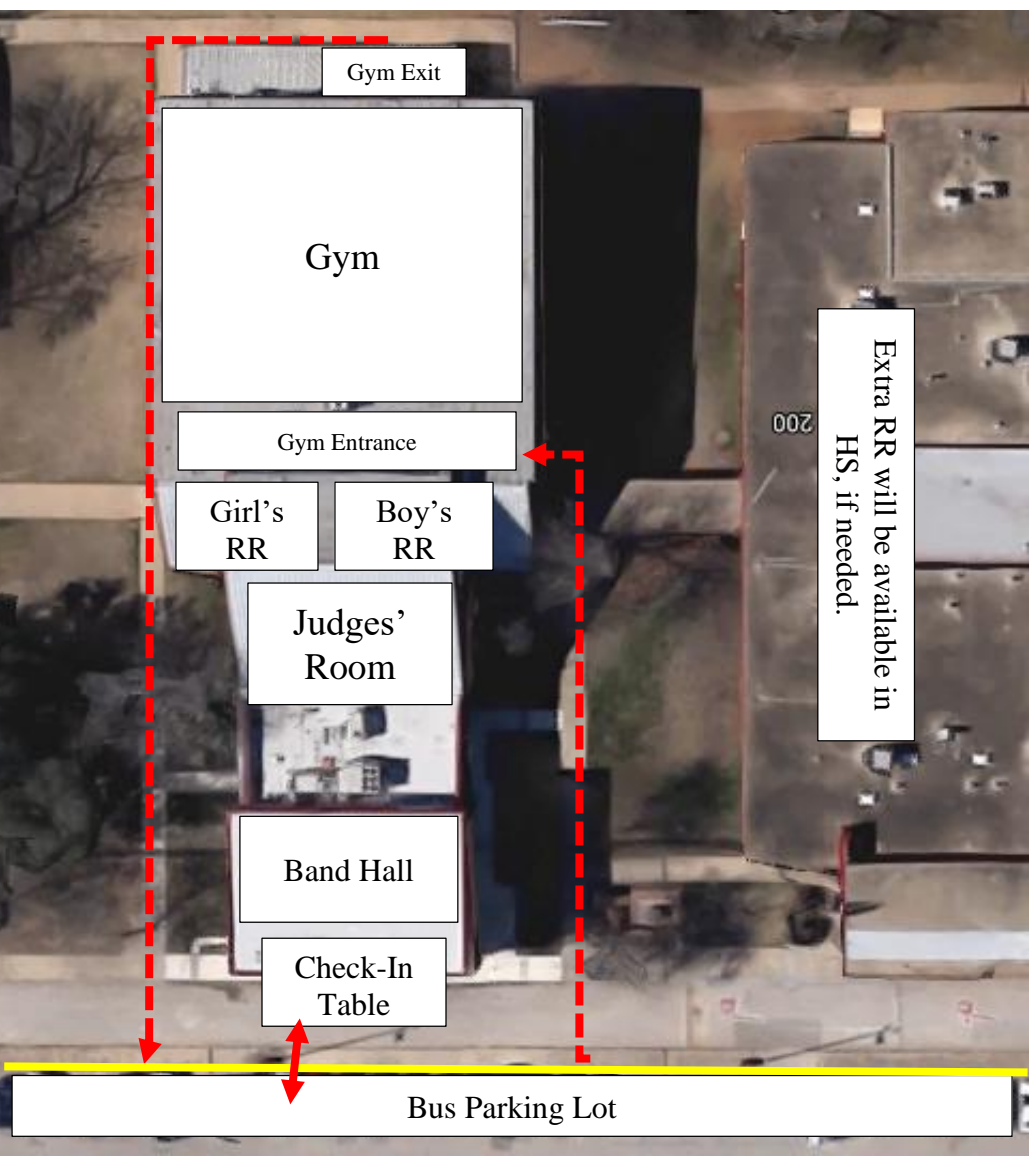 Gym Exit
Gym
Gym Entrance
Girl's
RR
Boy's
RR
Judges'
Room
200
Extra RR will be available in
HS, if needed.
Band Hall
Check-In
Table
Bus Parking Lot